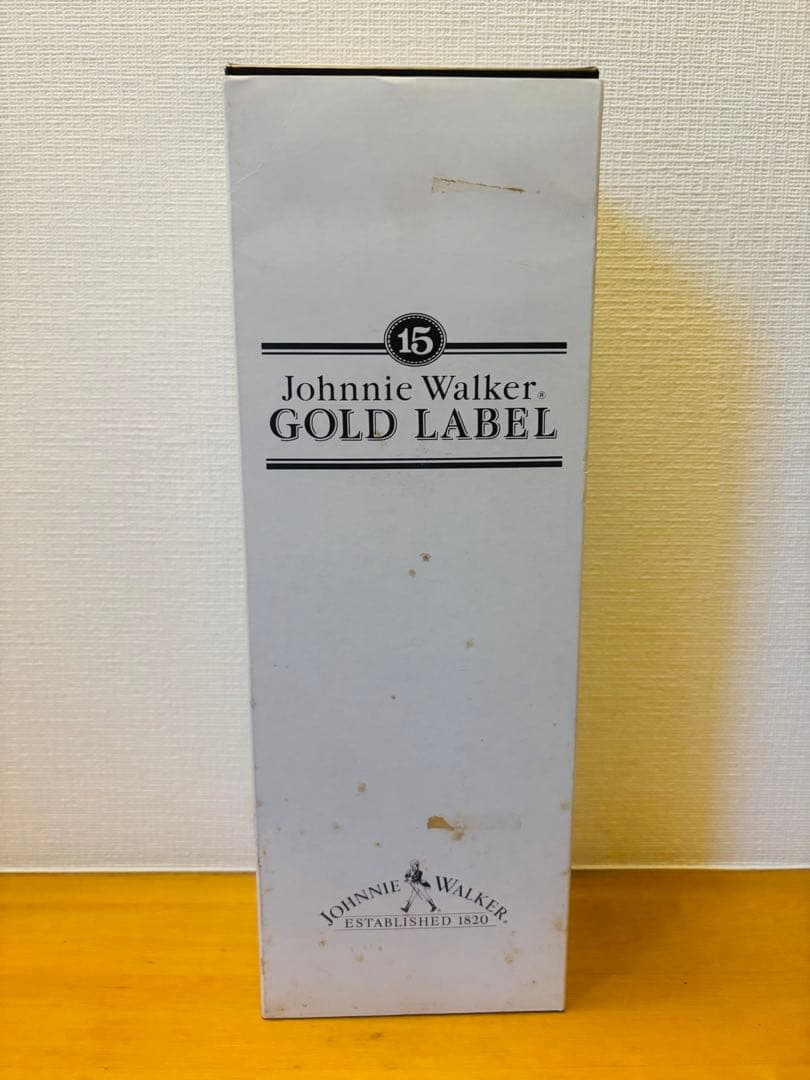 15
Johnnie Walker®
GOLD LABEL
JOHNNIE WALKER®
ESTABLISHED 1820